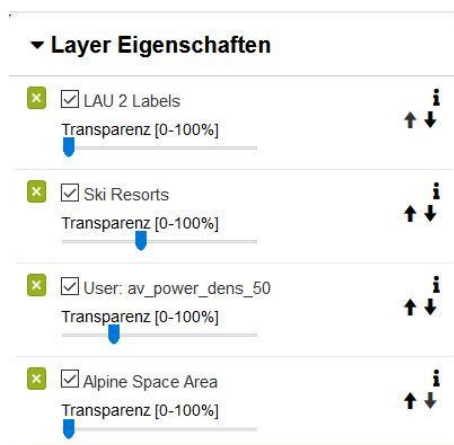 Layer Eigenschaften
LAU 2 Labels
Transparenz [0-100%]
Ski Resorts
Transparenz [0-100%]
User: av_power_dens_50
Transparenz [0-100%]
Alpine Space Area
Transparenz [0-100%]